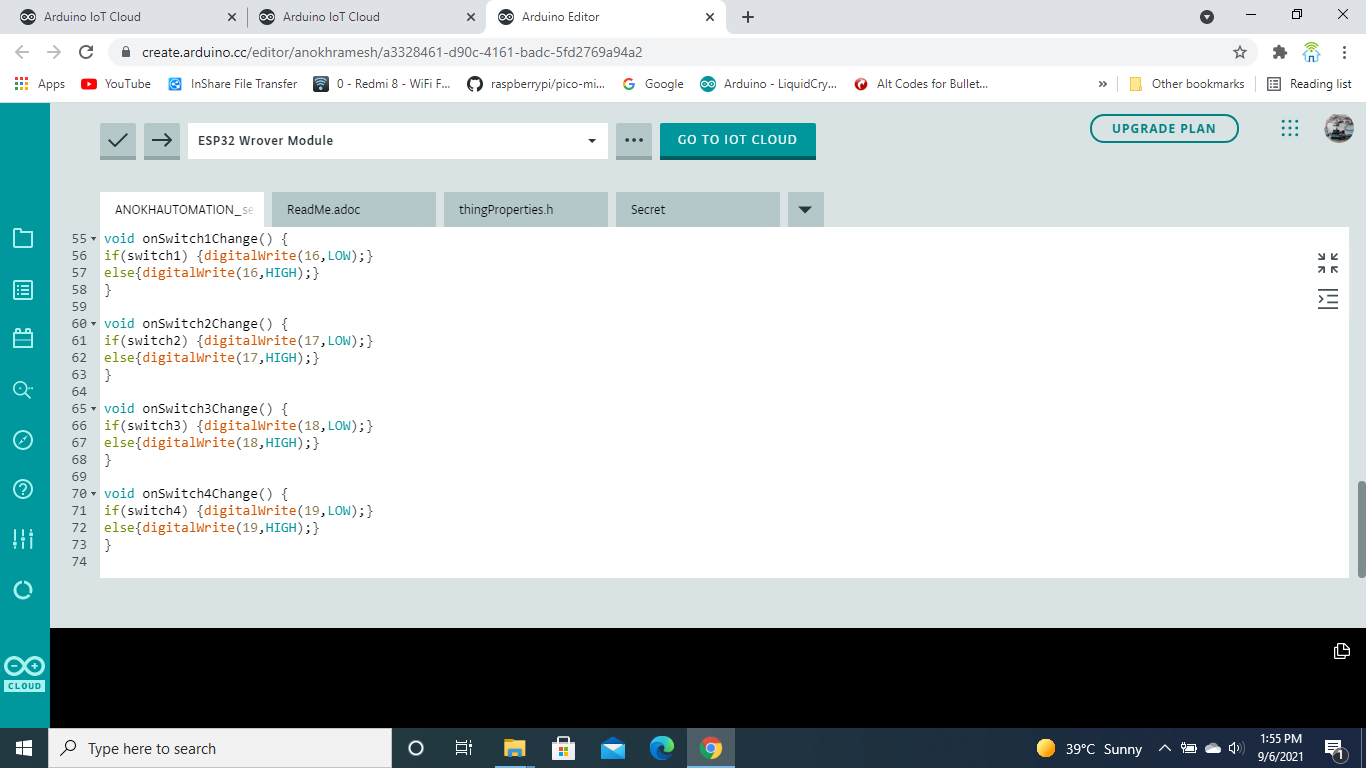 Arduino IoT Cloud
Arduino IoT Cloud
Arduino Editor
create.arduino.cc/editor/anokhramesh/a3328461-d90c-4161-badc-5fd2769a94a2
Apps
YouTube
InShare File Transfer
0 - Redmi 8 - WiFi F...
raspberrypi/pico-mi...
Google
Arduino - LiquidCry...
Alt Codes for Bullet...
»
Other bookmarks
Reading list
ESP32 Wrover Module
GO TO IOT CLOUD
UPGRADE PLAN
ANOKHAUTOMATION_se
ReadMe.adoc
thingProperties.h
Secret
55 void onSwitch1Change() {
56 if(switch1) {digitalWrite(16,LOW);}
57 else{digitalWrite(16,HIGH);}
58 }
59
60 void onSwitch2Change() {
61 if(switch2) {digitalWrite(17,LOW);}
62 else{digitalWrite(17,HIGH);}
63 }
64
65 void onSwitch3Change() {
66 if(switch3) {digitalWrite(18,LOW);}
67 else{digitalWrite(18,HIGH);}
68 }
69
70 void onSwitch4Change() {
71 if(switch4) {digitalWrite(19,LOW);}
72 else{digitalWrite(19,HIGH);}
73 }
74
CLOUD
Type here to search
39°C Sunny
1:55 PM
9/6/2021
1